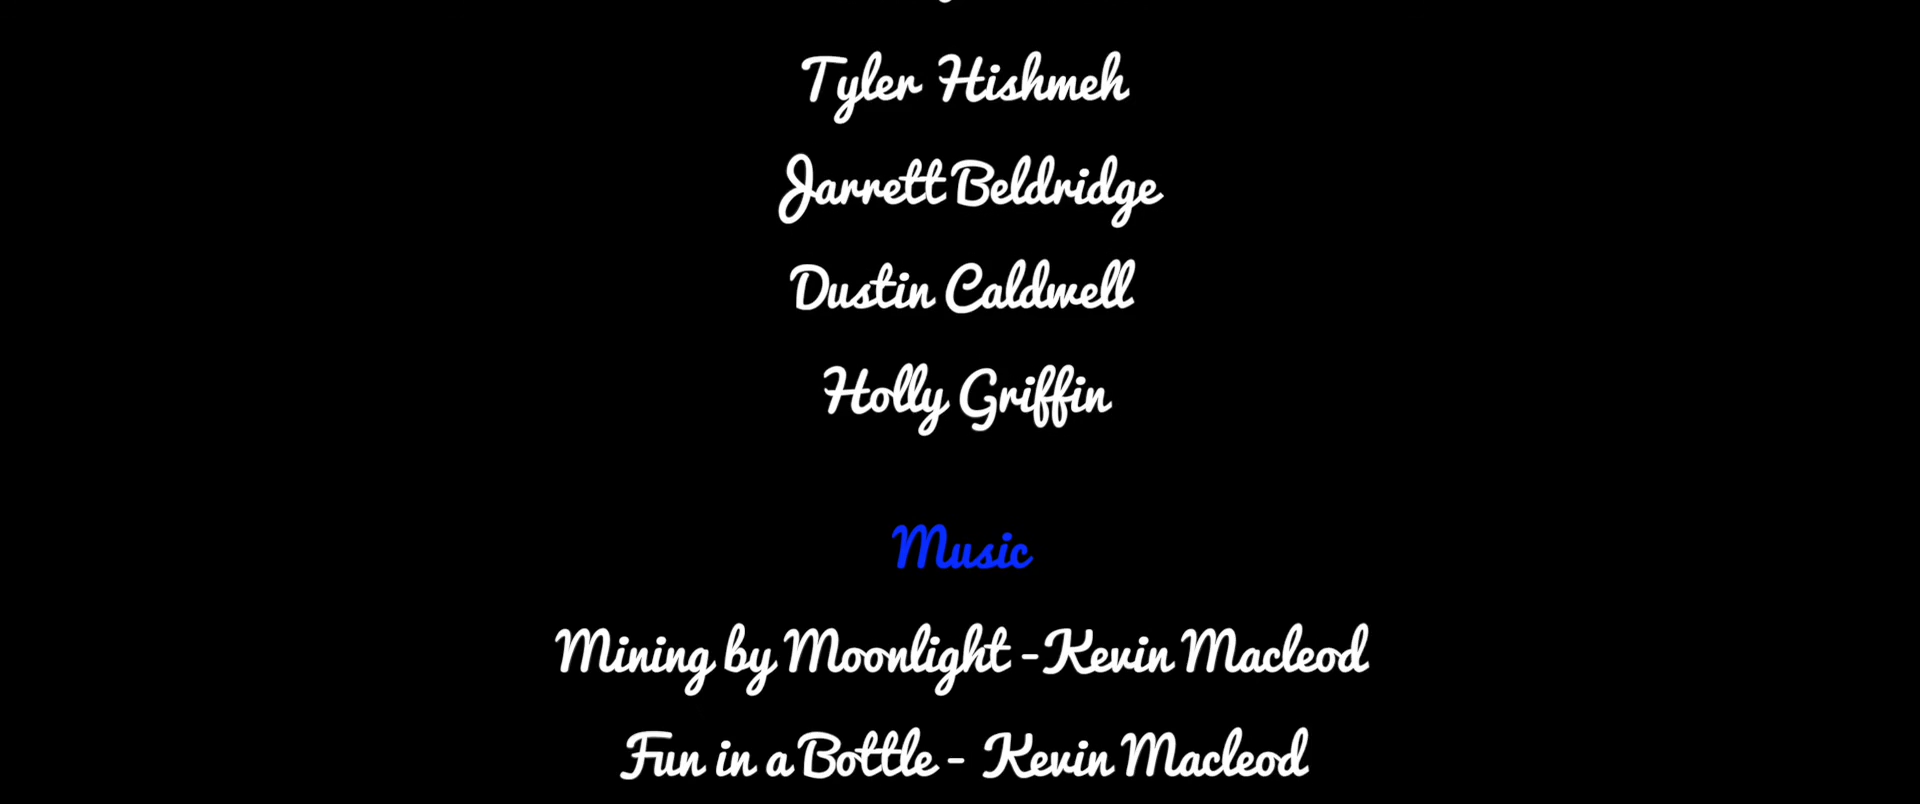 Tyler Hishmeh
Jarrett Beldridge
Dustin Caldwell
Holly Griffin
Music
Mining by Moonlight -Kevin Macleod
Fun in a Bottle - Kevin Macleod